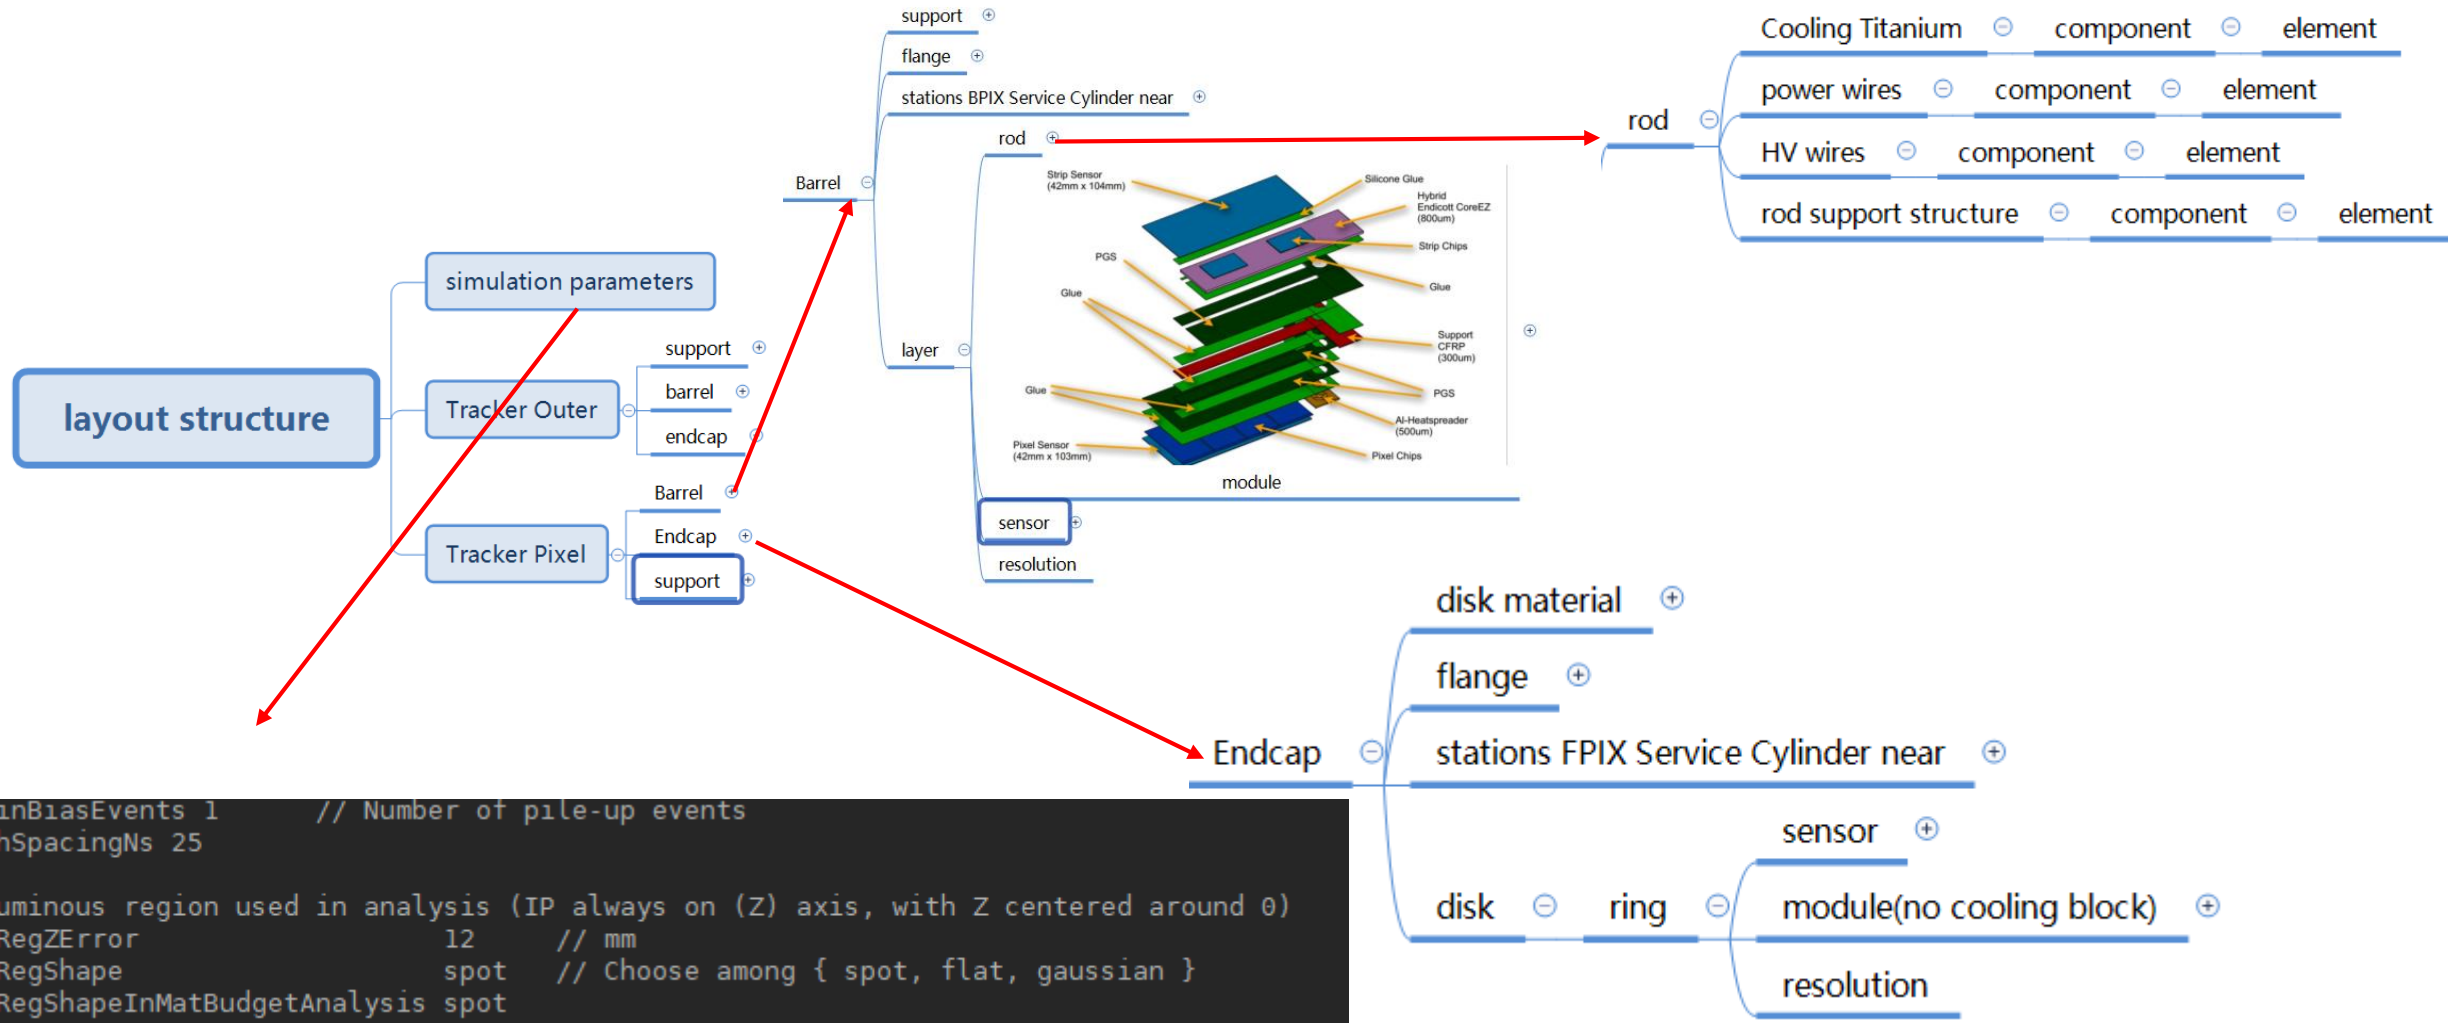 layout structure
simulation parameters
Tracker Outer
support
barrel
endcap
Tracker Pixel
Barrel
Endcap
support
Barrel
support
flange
stations BPIX Service Cylinder near
layer
rod
Strip Sensor
(42mm x 104mm)
PGS
Glue
Glue
Pixel Sensor
(42mm x 103mm)
Silicone Glue
Hybrid
Endicott CoreEZ
(800um)
Strip Chips
Glue
Support
CFRP
(300um)
PGS
Al-Heatspreader
(500um)
Pixel Chips
module
sensor
resolution
rod
Cooling Titanium component element
power wires component element
HV wires component element
rod support structure component element
Endcap
disk material
flange
stations FPIX Service Cylinder near
disk
ring
sensor
module(no cooling block)
resolution
inBiasEvents 1 // Number of pile-up events
hSpacingNs 25
uminous region used in analysis (IP always on (Z) axis, with Z centered around 0)
RegZError 12 // mm
RegShape spot // Choose among { spot, flat, gaussian }
RegShapeInMatBudgetAnalysis spot